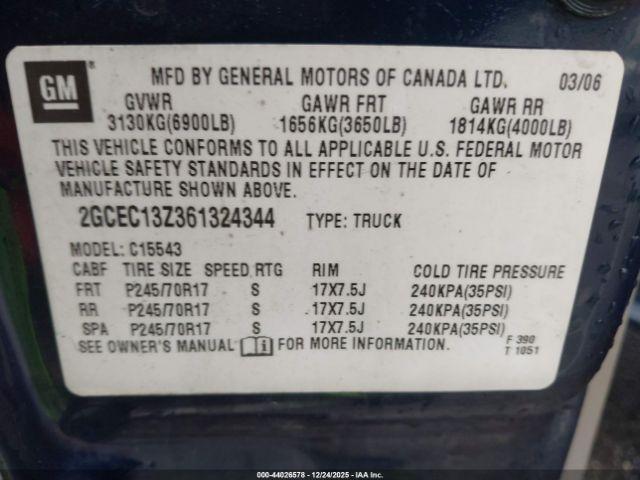 GM ®
MFD BY GENERAL MOTORS OF CANADA LTD. 03/06
GVWR GAWR FRT GAWR RR
3130KG(6900LB) 1656KG(3650LB) 1814KG(4000LB)
THIS VEHICLE CONFORMS TO ALL APPLICABLE U.S. FEDERAL MOTOR
VEHICLE SAFETY STANDARDS IN EFFECT ON THE DATE OF
MANUFACTURE SHOWN ABOVE.
2GCEC13Z361324344 TYPE: TRUCK
MODEL: C15543
CABF TIRE SIZE SPEED RTG RIM COLD TIRE PRESSURE
FRT P245/70R17 S 17X7.5J 240KPA(35PSI)
RR P245/70R17 S 17X7.5J 240KPA(35PSI)
SPA P245/70R17 S 17X7.5J 240KPA(35PSI)
SEE OWNER'S MANUAL i FOR MORE INFORMATION.
F 390
T 1051
000-44026578 - 12/24/2025 - IAA Inc.